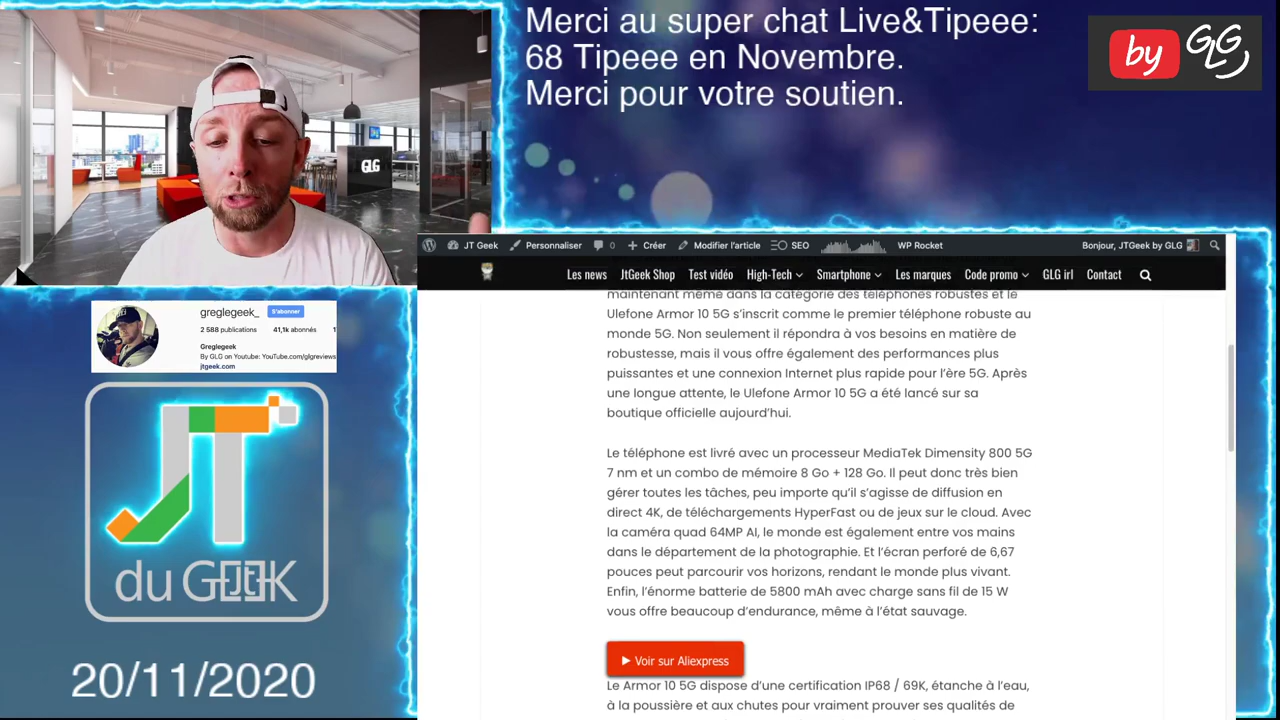 Merci au super chat Live&Tipeee:
68 Tipeee en Novembre.
Merci pour votre soutien.
by GLG
GLG
JT Geek
Personnaliser
0
Créer
Modifier l'article
SEO
WP Rocket
Bonjour, JTGeek by GLG
Les news
JtGeek Shop
Test vidéo
High-Tech
Smartphone
Les marques
Code promo
GLG irl
Contact
maintenant même dans la catégorie des téléphones robustes et le
Ulefone Armor 10 5G s'inscrit comme le premier téléphone robuste au
monde 5G. Non seulement il répondra à vos besoins en matière de
robustesse, mais il vous offre également des performances plus
puissantes et une connexion Internet plus rapide pour l'ère 5G. Après
une longue attente, le Ulefone Armor 10 5G a été lancé sur sa
boutique officielle aujourd'hui.
Le téléphone est livré avec un processeur MediaTek Dimensity 800 5G
7 nm et un combo de mémoire 8 Go + 128 Go. Il peut donc très bien
gérer toutes les tâches, peu importe qu'il s'agisse de diffusion en
direct 4K, de téléchargements HyperFast ou de jeux sur le cloud. Avec
la caméra quad 64MP AI, le monde est également entre vos mains
dans le département de la photographie. Et l'écran perforé de 6,67
pouces peut parcourir vos horizons, rendant le monde plus vivant.
Enfin, l'énorme batterie de 5800 mAh avec charge sans fil de 15 W
vous offre beaucoup d'endurance, même à l'état sauvage.
Voir sur Aliexpress
Le Armor 10 5G dispose d'une certification IP68 / 69K, étanche à l'eau,
à la poussière et aux chutes pour vraiment prouver ses qualités de
greglegeek_
S'abonner
2 588 publications
41,1k abonnés
1
Greglegeek
By GLG on Youtube: YouTube.com/glgreviews
jtgeek.com
JT
du GEEK
20/11/2020